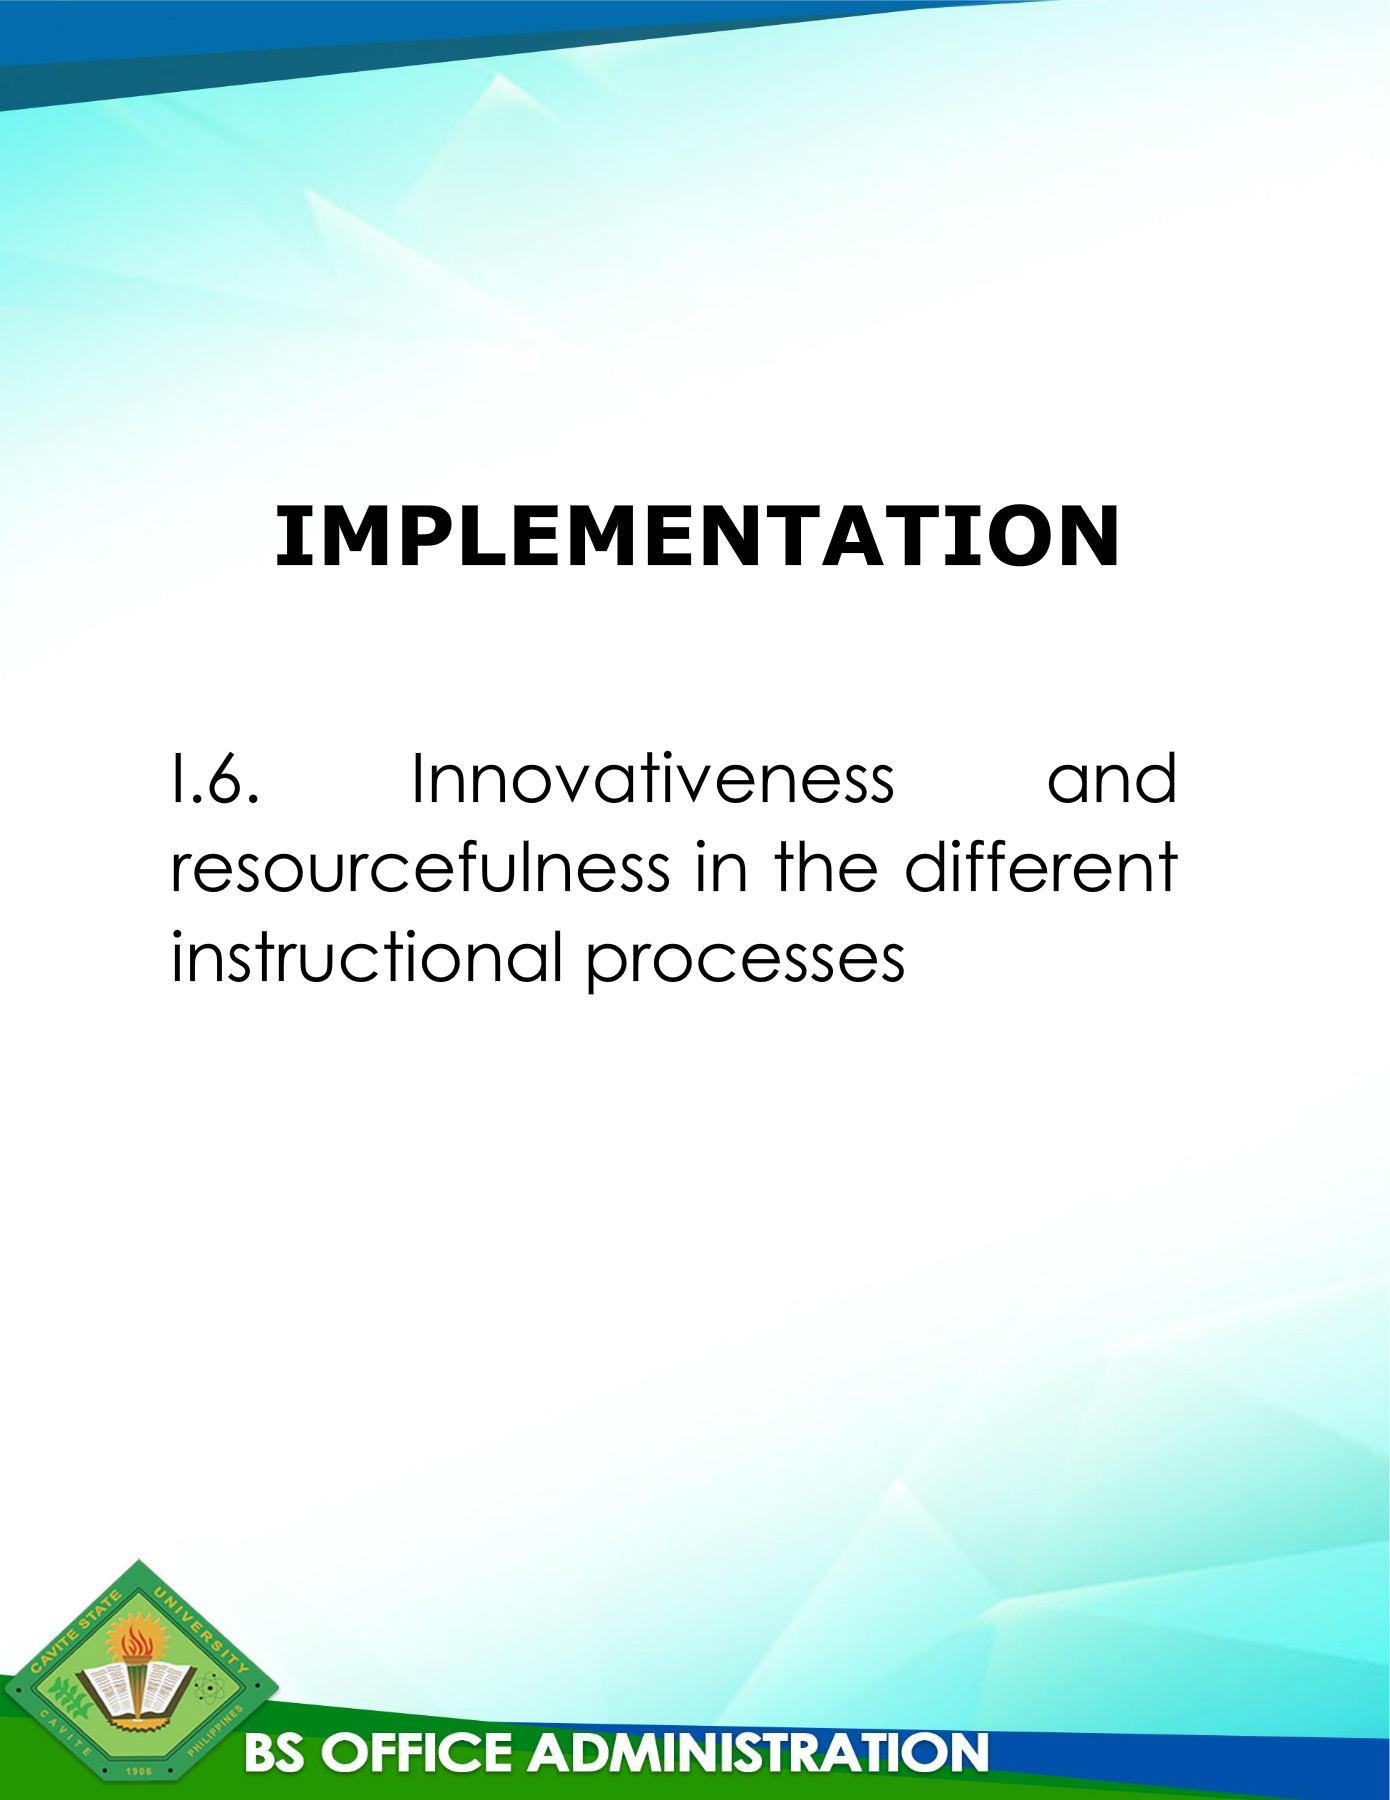 IMPLEMENTATION
I.6. Innovativeness and
resourcefulness in the different
instructional processes
CAVITE STATE UNIVERSITY
CAVITE PHILIPPINES
1906
BS OFFICE ADMINISTRATION